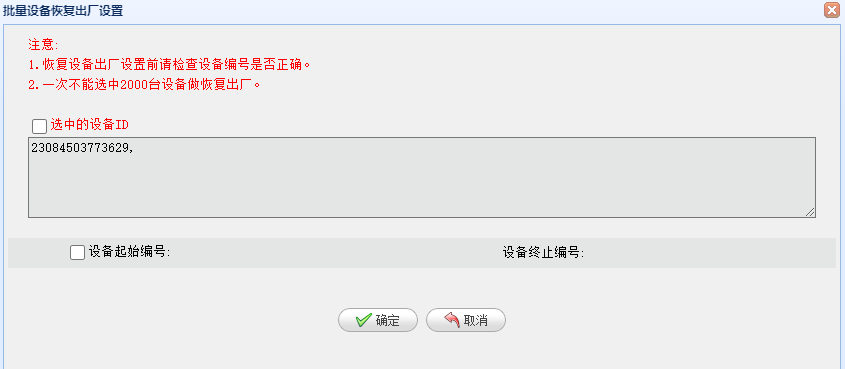 批量设备恢复出厂设置
注意:
1.恢复设备出厂设置前请检查设备编号是否正确。
2.一次不能选中2000台设备做恢复出厂。
选中的设备ID
23084503773629,
设备起始编号: 设备终止编号:
确定 取消